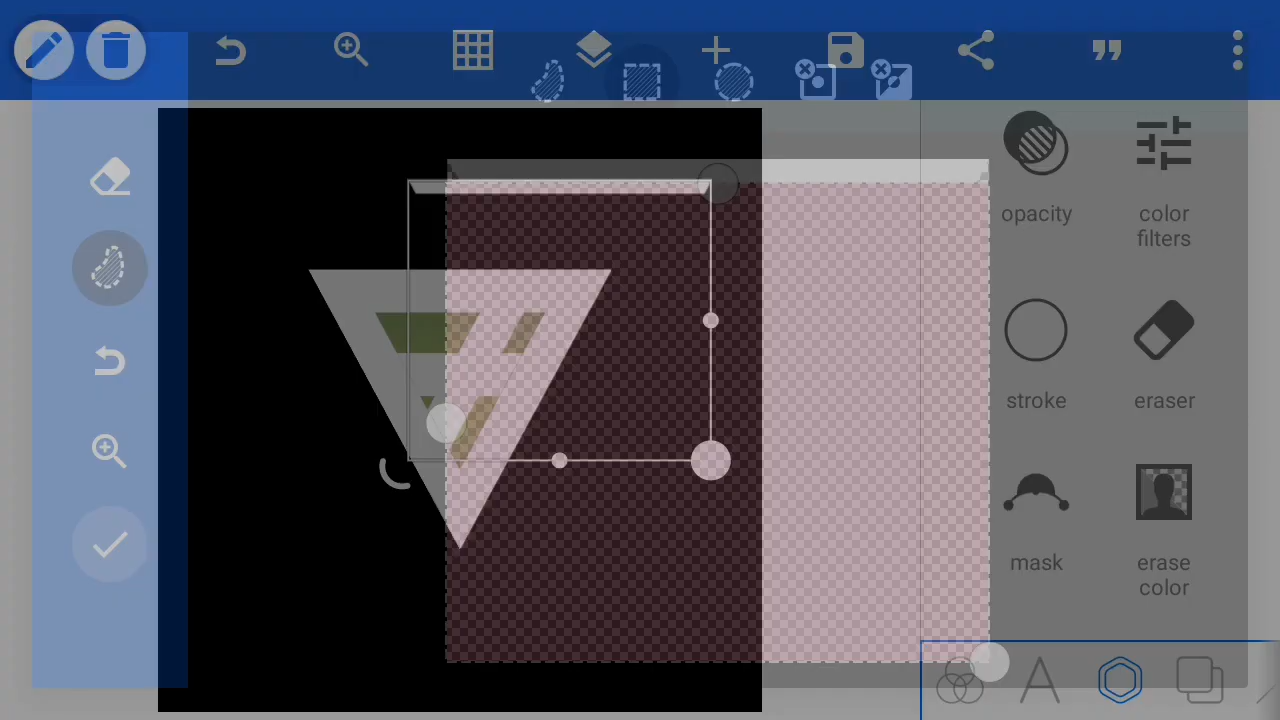 opacity
color
filters
stroke
eraser
mask
erase
color